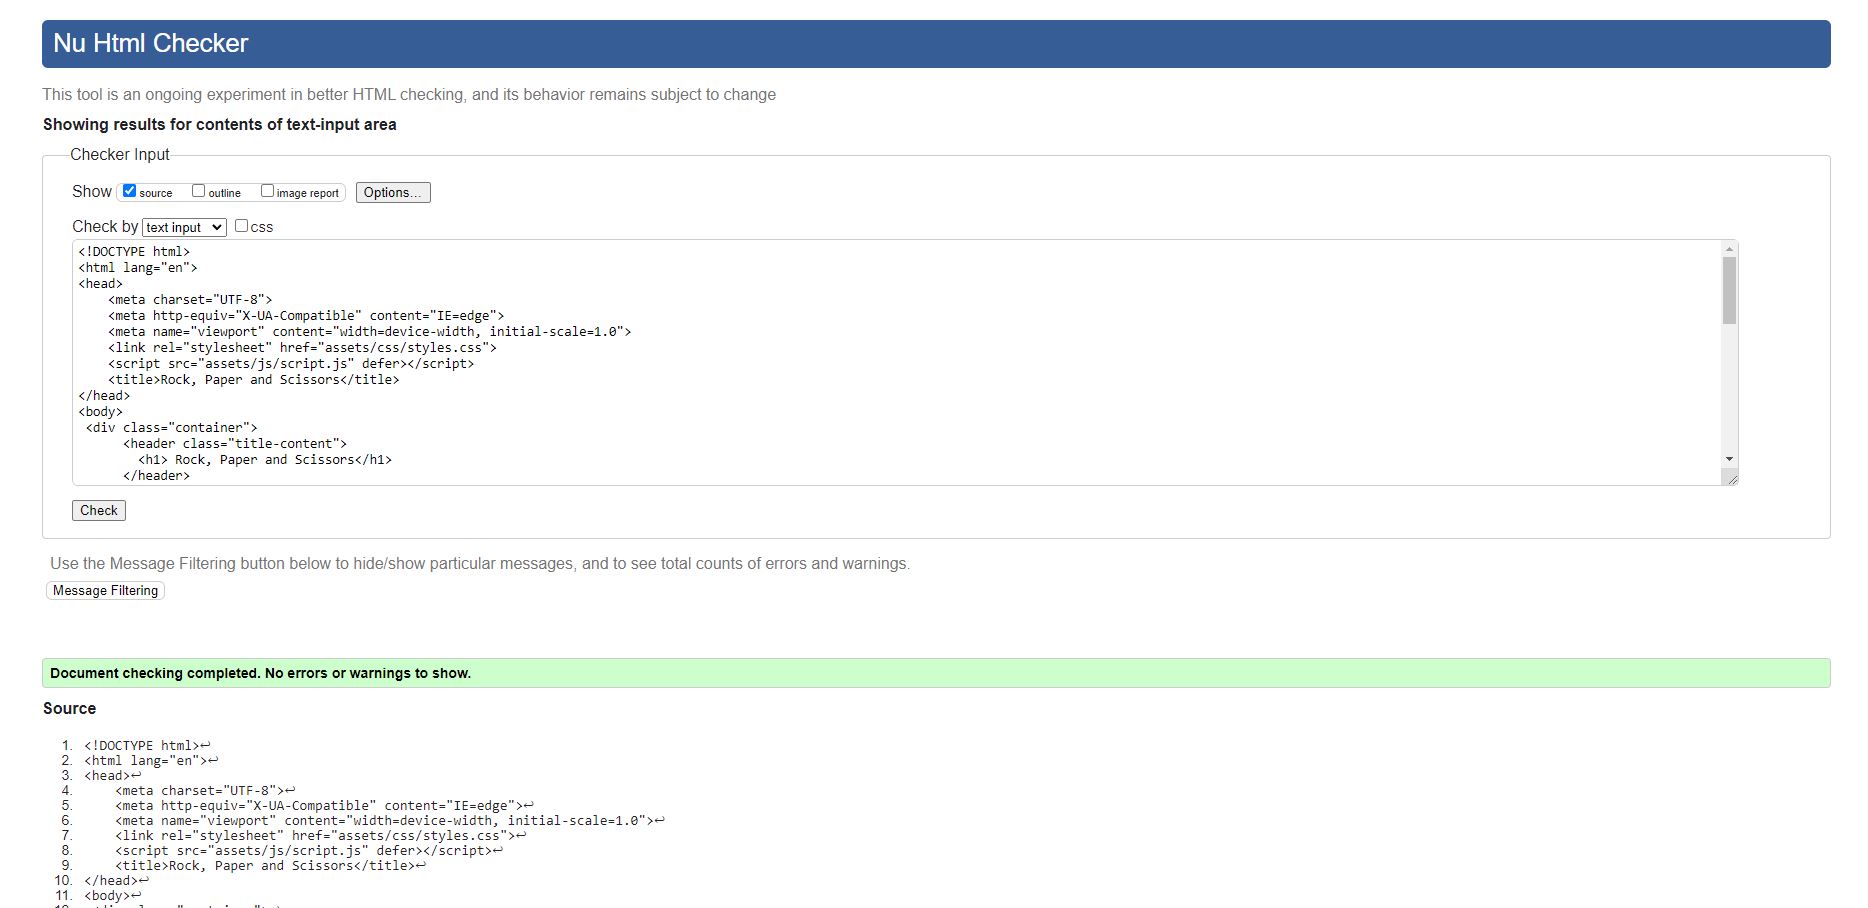 Nu Html Checker
This tool is an ongoing experiment in better HTML checking, and its behavior remains subject to change
Showing results for contents of text-input area
Checker Input
Show source outline image report Options...
Check by text input css
<!DOCTYPE html>
<html lang="en">
<head>
    <meta charset="UTF-8">
    <meta http-equiv="X-UA-Compatible" content="IE=edge">
    <meta name="viewport" content="width=device-width, initial-scale=1.0">
    <link rel="stylesheet" href="assets/css/styles.css">
    <script src="assets/js/script.js" defer></script>
    <title>Rock, Paper and Scissors</title>
</head>
<body>
 <div class="container">
      <header class="title-content">
        <h1> Rock, Paper and Scissors</h1>
      </header>
Check
Use the Message Filtering button below to hide/show particular messages, and to see total counts of errors and warnings.
Message Filtering
Document checking completed. No errors or warnings to show.
Source
1. <!DOCTYPE html>↩
2. <html lang="en">↩
3. <head>↩
4.     <meta charset="UTF-8">↩
5.     <meta http-equiv="X-UA-Compatible" content="IE=edge">↩
6.     <meta name="viewport" content="width=device-width, initial-scale=1.0">↩
7.     <link rel="stylesheet" href="assets/css/styles.css">↩
8.     <script src="assets/js/script.js" defer></script>↩
9.     <title>Rock, Paper and Scissors</title>↩
10. </head>↩
11. <body>↩